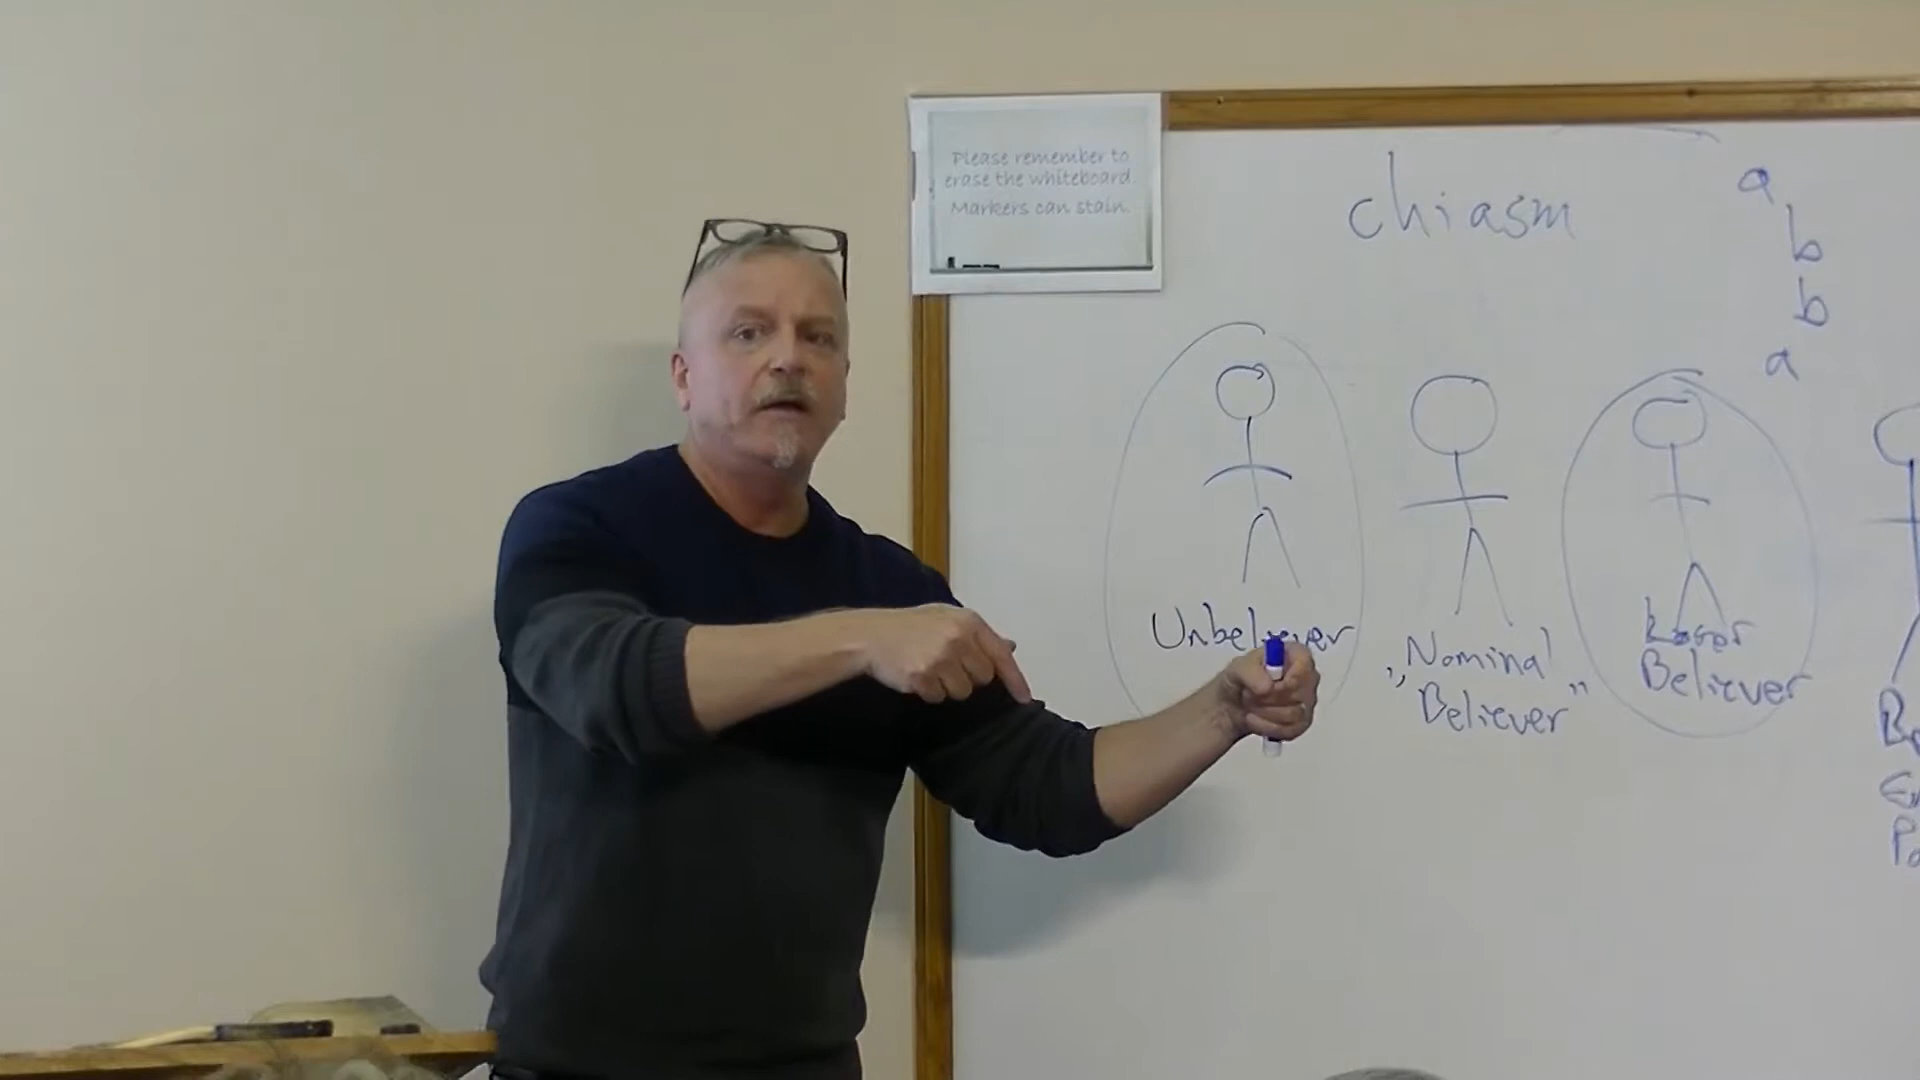 Please remember to
erase the whiteboard.
Markers can stain.
chiasm
a
b
b
a
Unbeliever
„Nominal
Believer”
Believer